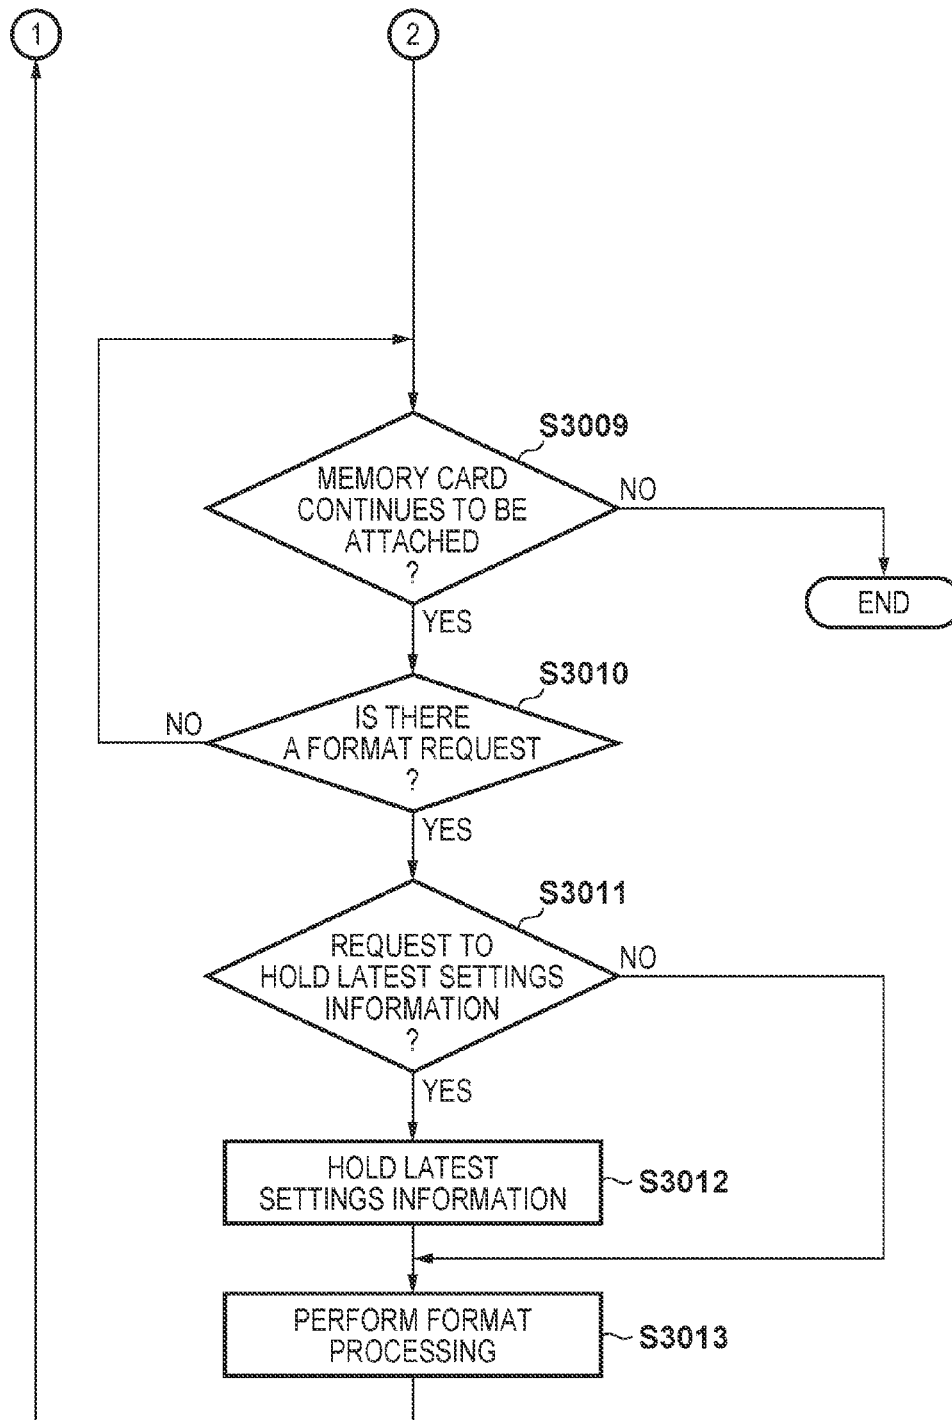 1
2
S3009
MEMORY CARD
CONTINUES TO BE
ATTACHED
?
NO
END
YES
S3010
NO
IS THERE
A FORMAT REQUEST
?
YES
S3011
REQUEST TO
HOLD LATEST SETTINGS
INFORMATION
?
NO
YES
HOLD LATEST
SETTINGS INFORMATION
S3012
PERFORM FORMAT
PROCESSING
S3013